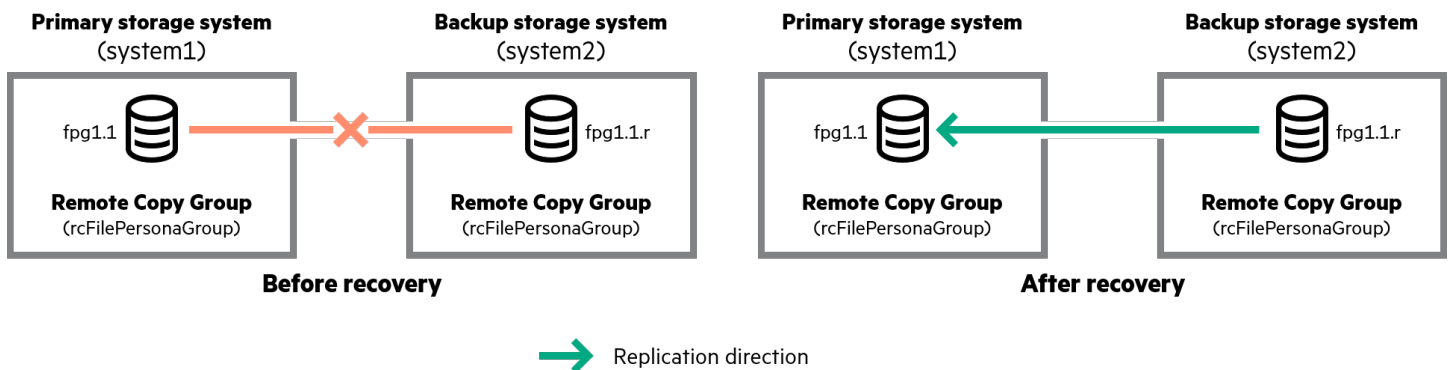 Primary storage system
(system1)
Backup storage system
(system2)
fpg1.1
fpg1.1.r
Remote Copy Group
(rcFilePersonaGroup)
Remote Copy Group
(rcFilePersonaGroup)
Before recovery
Primary storage system
(system1)
Backup storage system
(system2)
fpg1.1
fpg1.1.r
Remote Copy Group
(rcFilePersonaGroup)
Remote Copy Group
(rcFilePersonaGroup)
After recovery
Replication direction